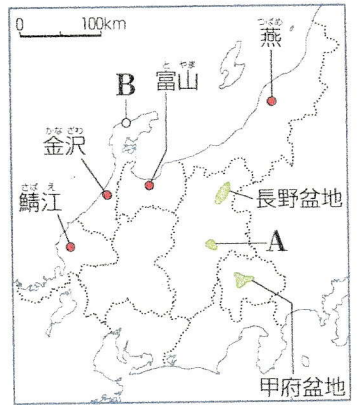 0 100km
つばめ
燕
と やま
富山
B
かな ざわ
金沢
さば え
鯖江
長野盆地
A
甲府盆地